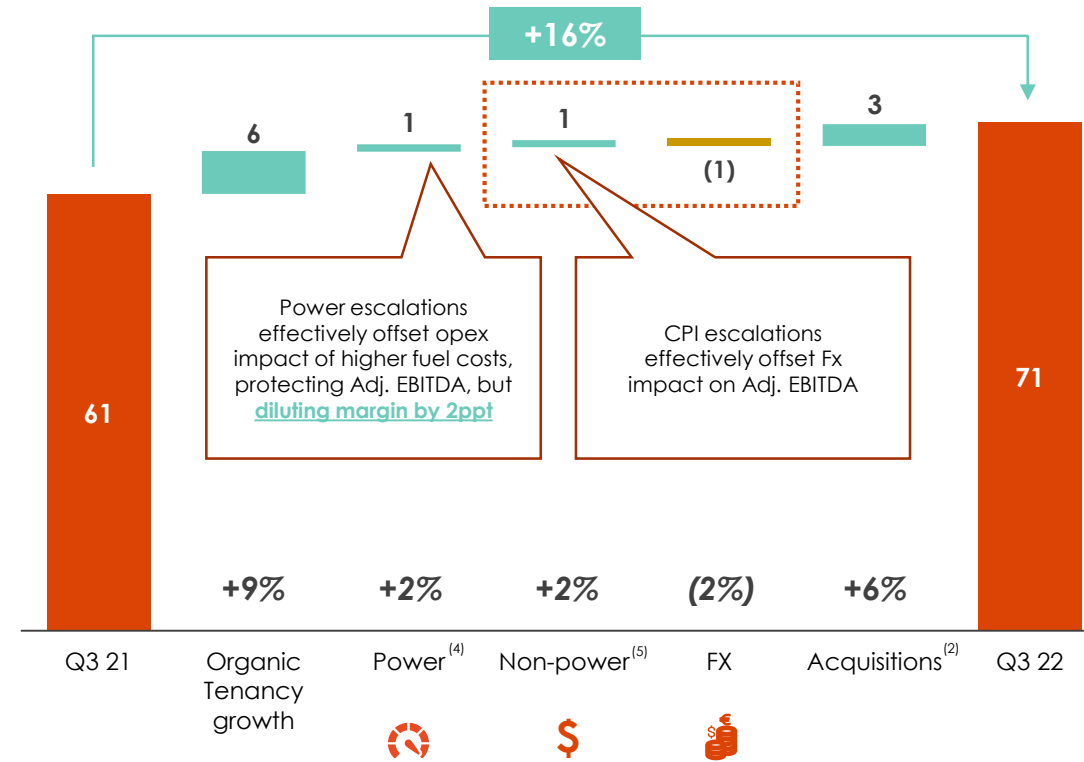 +16%
6
1
1
(1)
3
61
71
Power escalations
effectively offset opex
impact of higher fuel costs,
protecting Adj. EBITDA, but
diluting margin by 2ppt
CPI escalations
effectively offset Fx
impact on Adj. EBITDA
+9%
+2%
+2%
(2%)
+6%
Q3 21
Organic
Tenancy
growth
Power(4)
Non-power(5)
FX
Acquisitions(2)
Q3 22
$
$
€